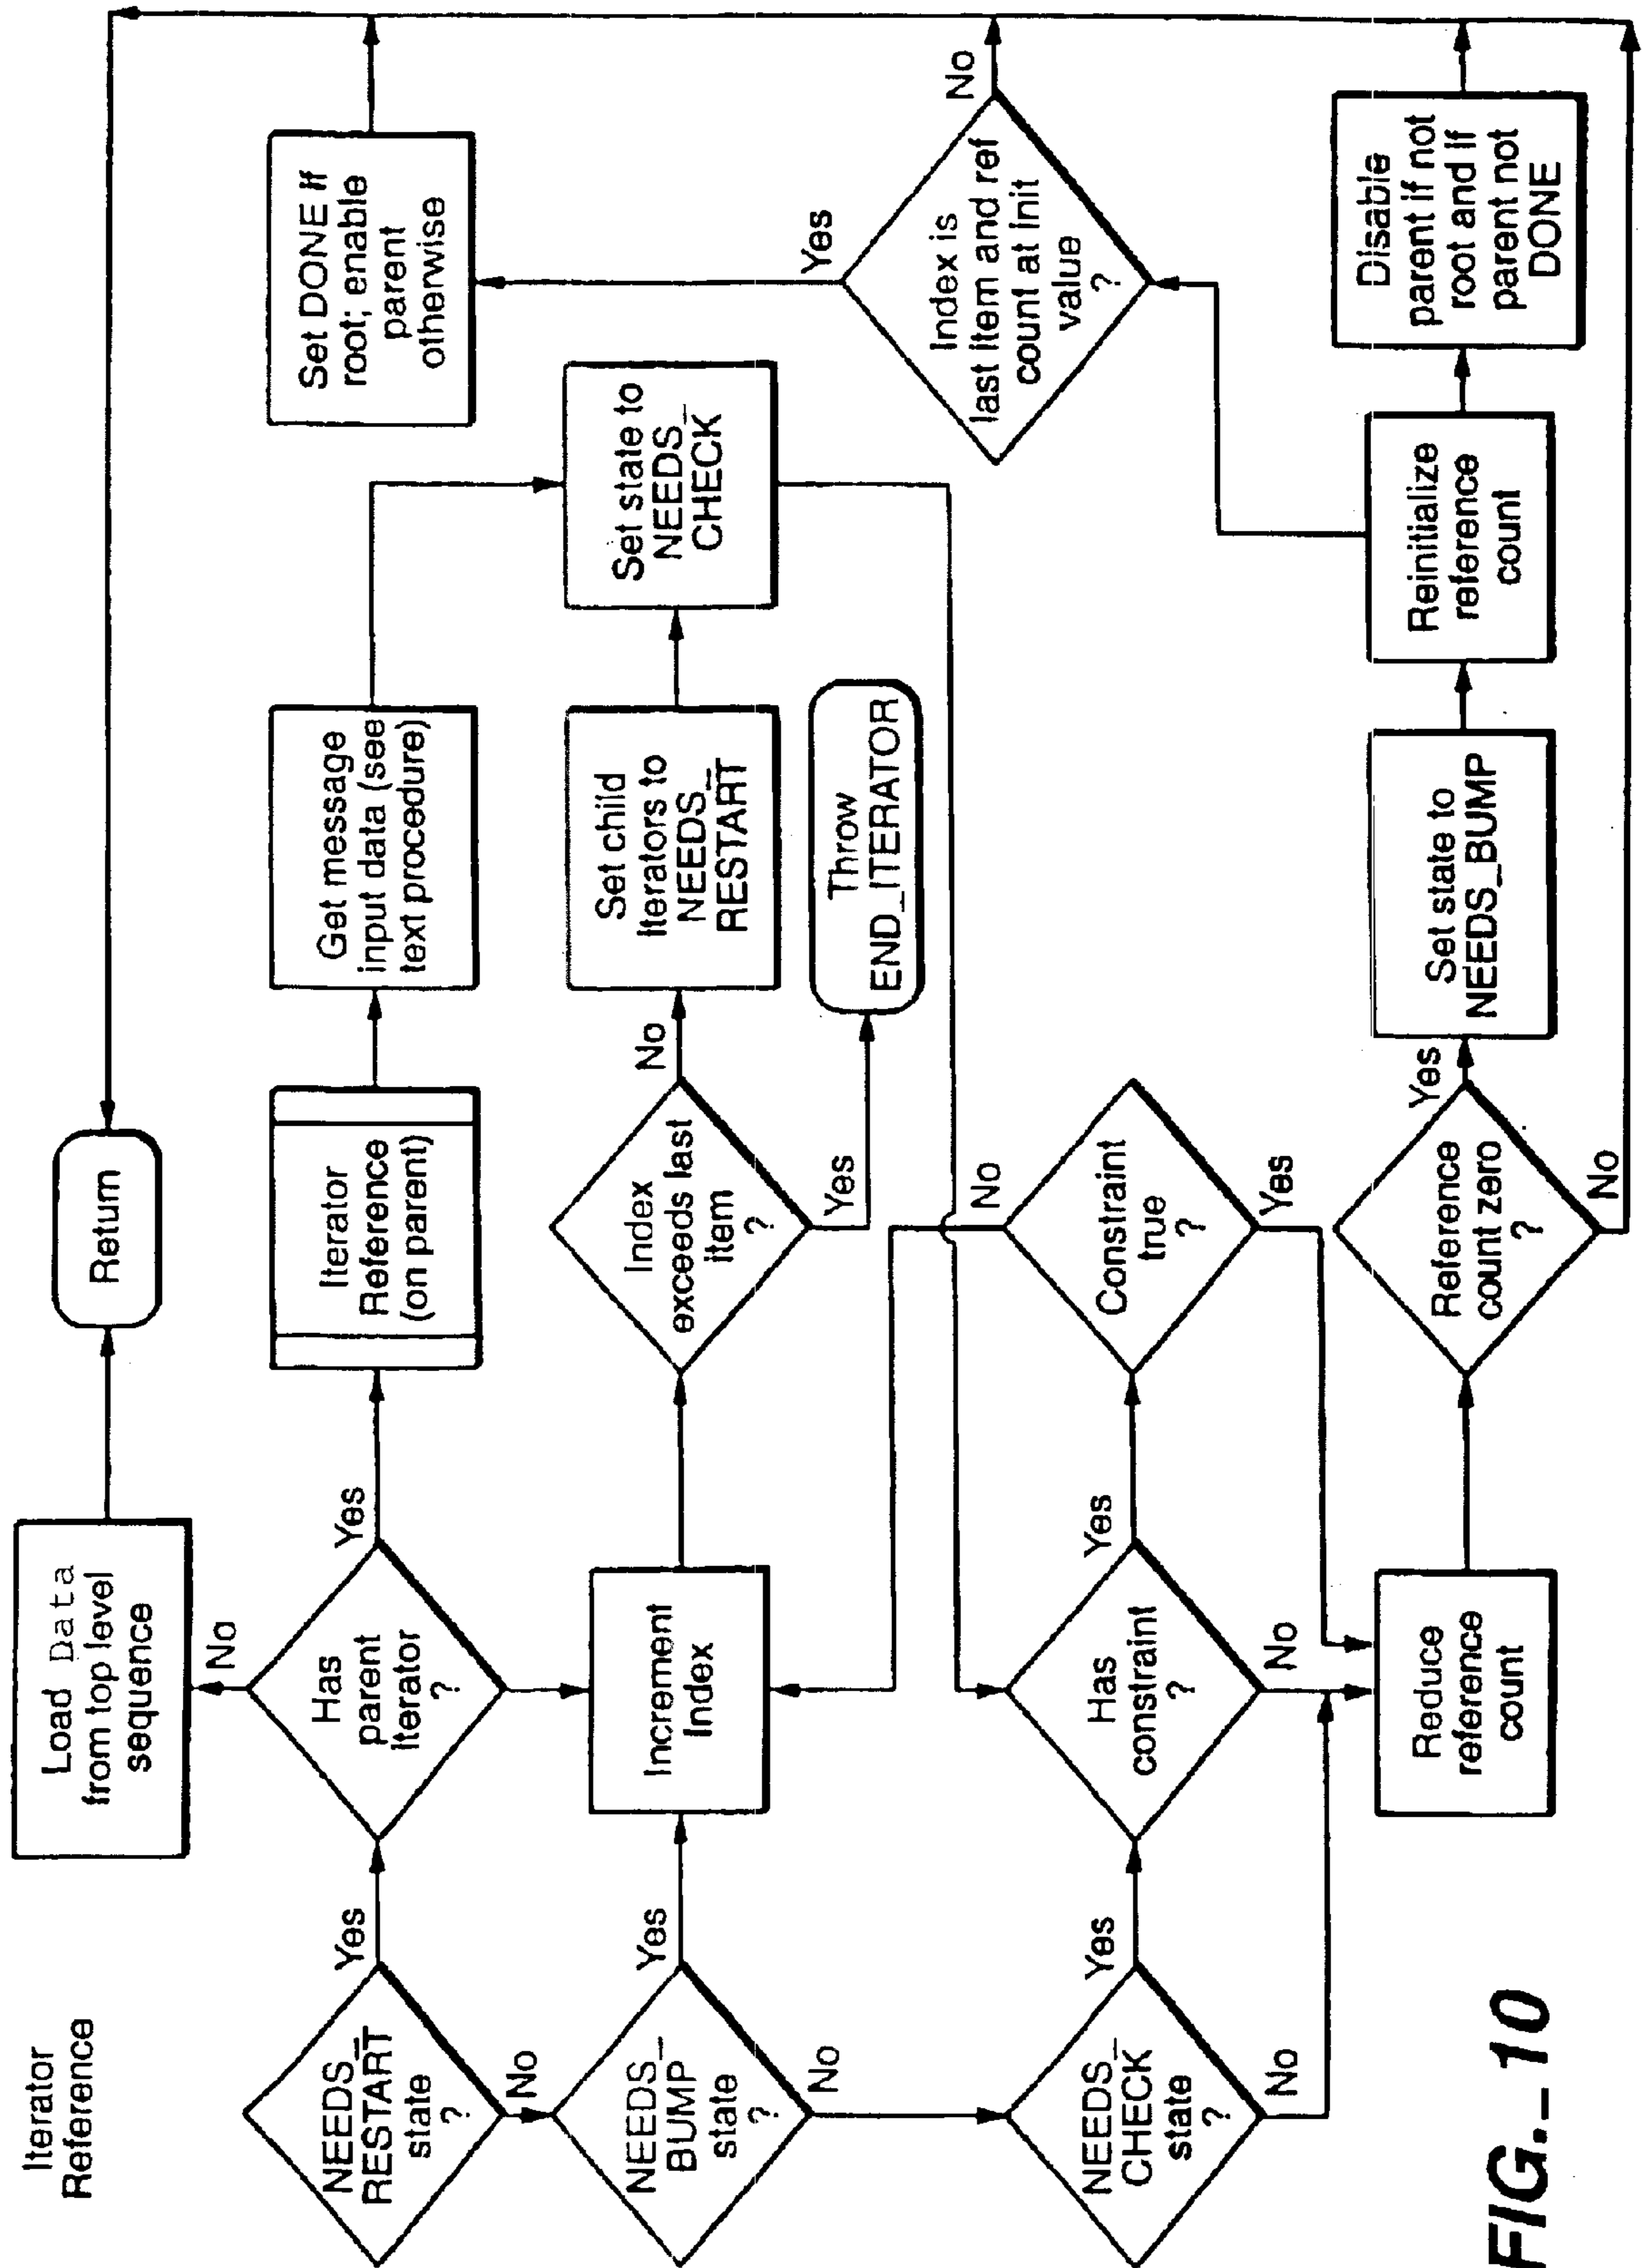 Iterator
Reference
Load Data
from top level
sequence
Return
No
NEEDS_
RESTART
state
?
Yes
No
Has
parent
iterator
?
Yes
Iterator
Reference
(on parent)
Get message
input data (see
text procedure)
Set DONE if
root; enable
parent
otherwise
NEEDS_
BUMP
state
?
Yes
No
Increment
Index
Index
exceeds last
item
?
No
Yes
Set child
Iterators to
NEEDS_
RESTART
Set state to
NEEDS_
CHECK
Throw
END_ITERATOR
Yes
Index is
last item and ref
count at init
value
?
No
NEEDS_
CHECK
state
?
Yes
No
Has
constraint
?
Yes
No
Constraint
true
?
No
Yes
Reduce
reference
count
Reference
count zero
?
Yes
No
Set state to
NEEDS_BUMP
Reinitialize
reference
count
Disable
parent if not
root and if
parent not
DONE
FIG._10